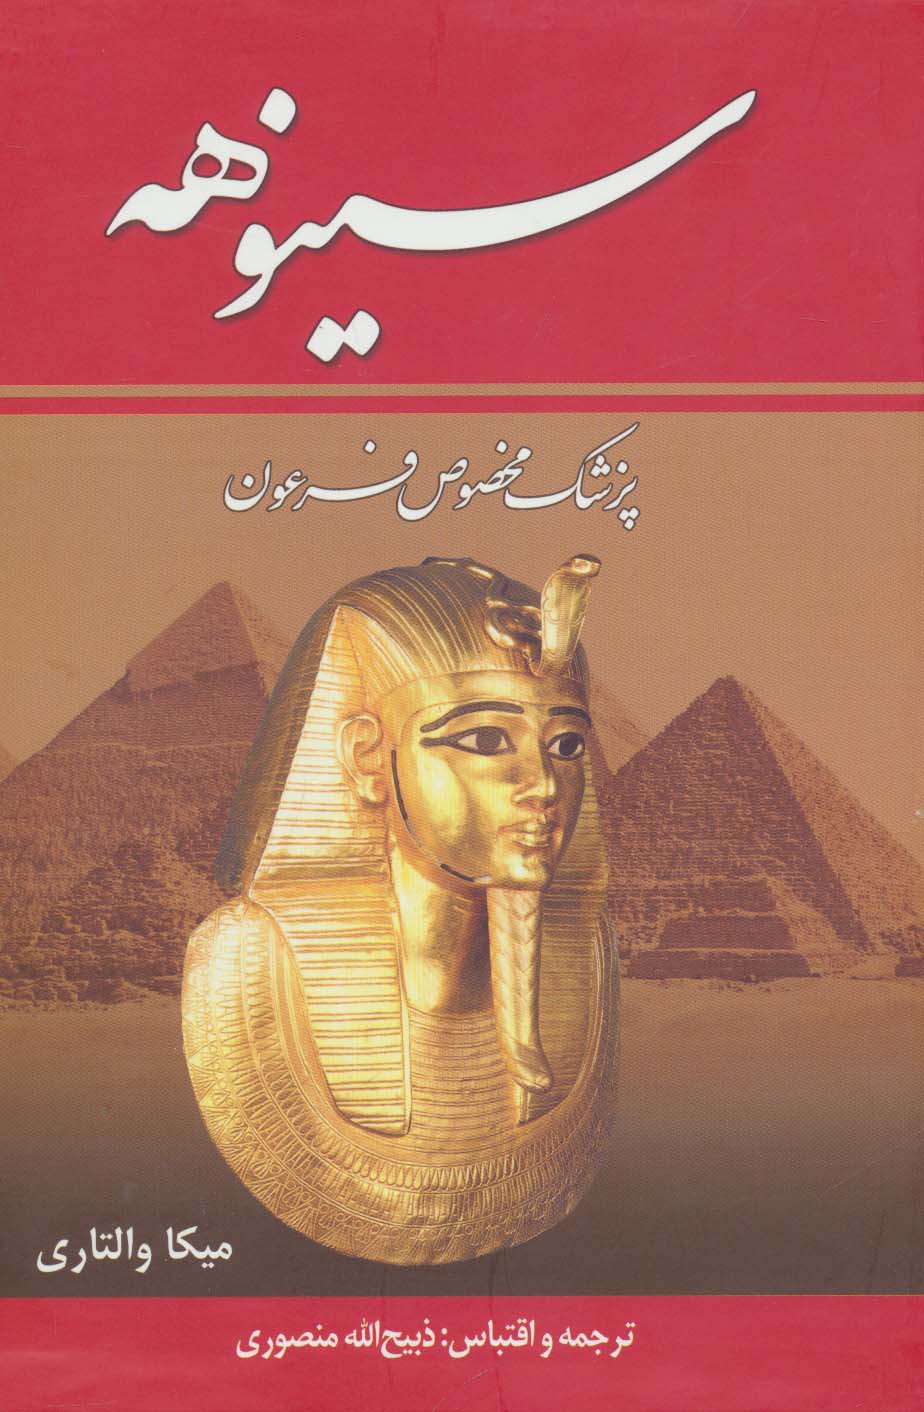 سینوهه
پزشک مخصوص فرعون
میکا والتاری
ترجمه و اقتباس: ذبیح‌الله منصوری